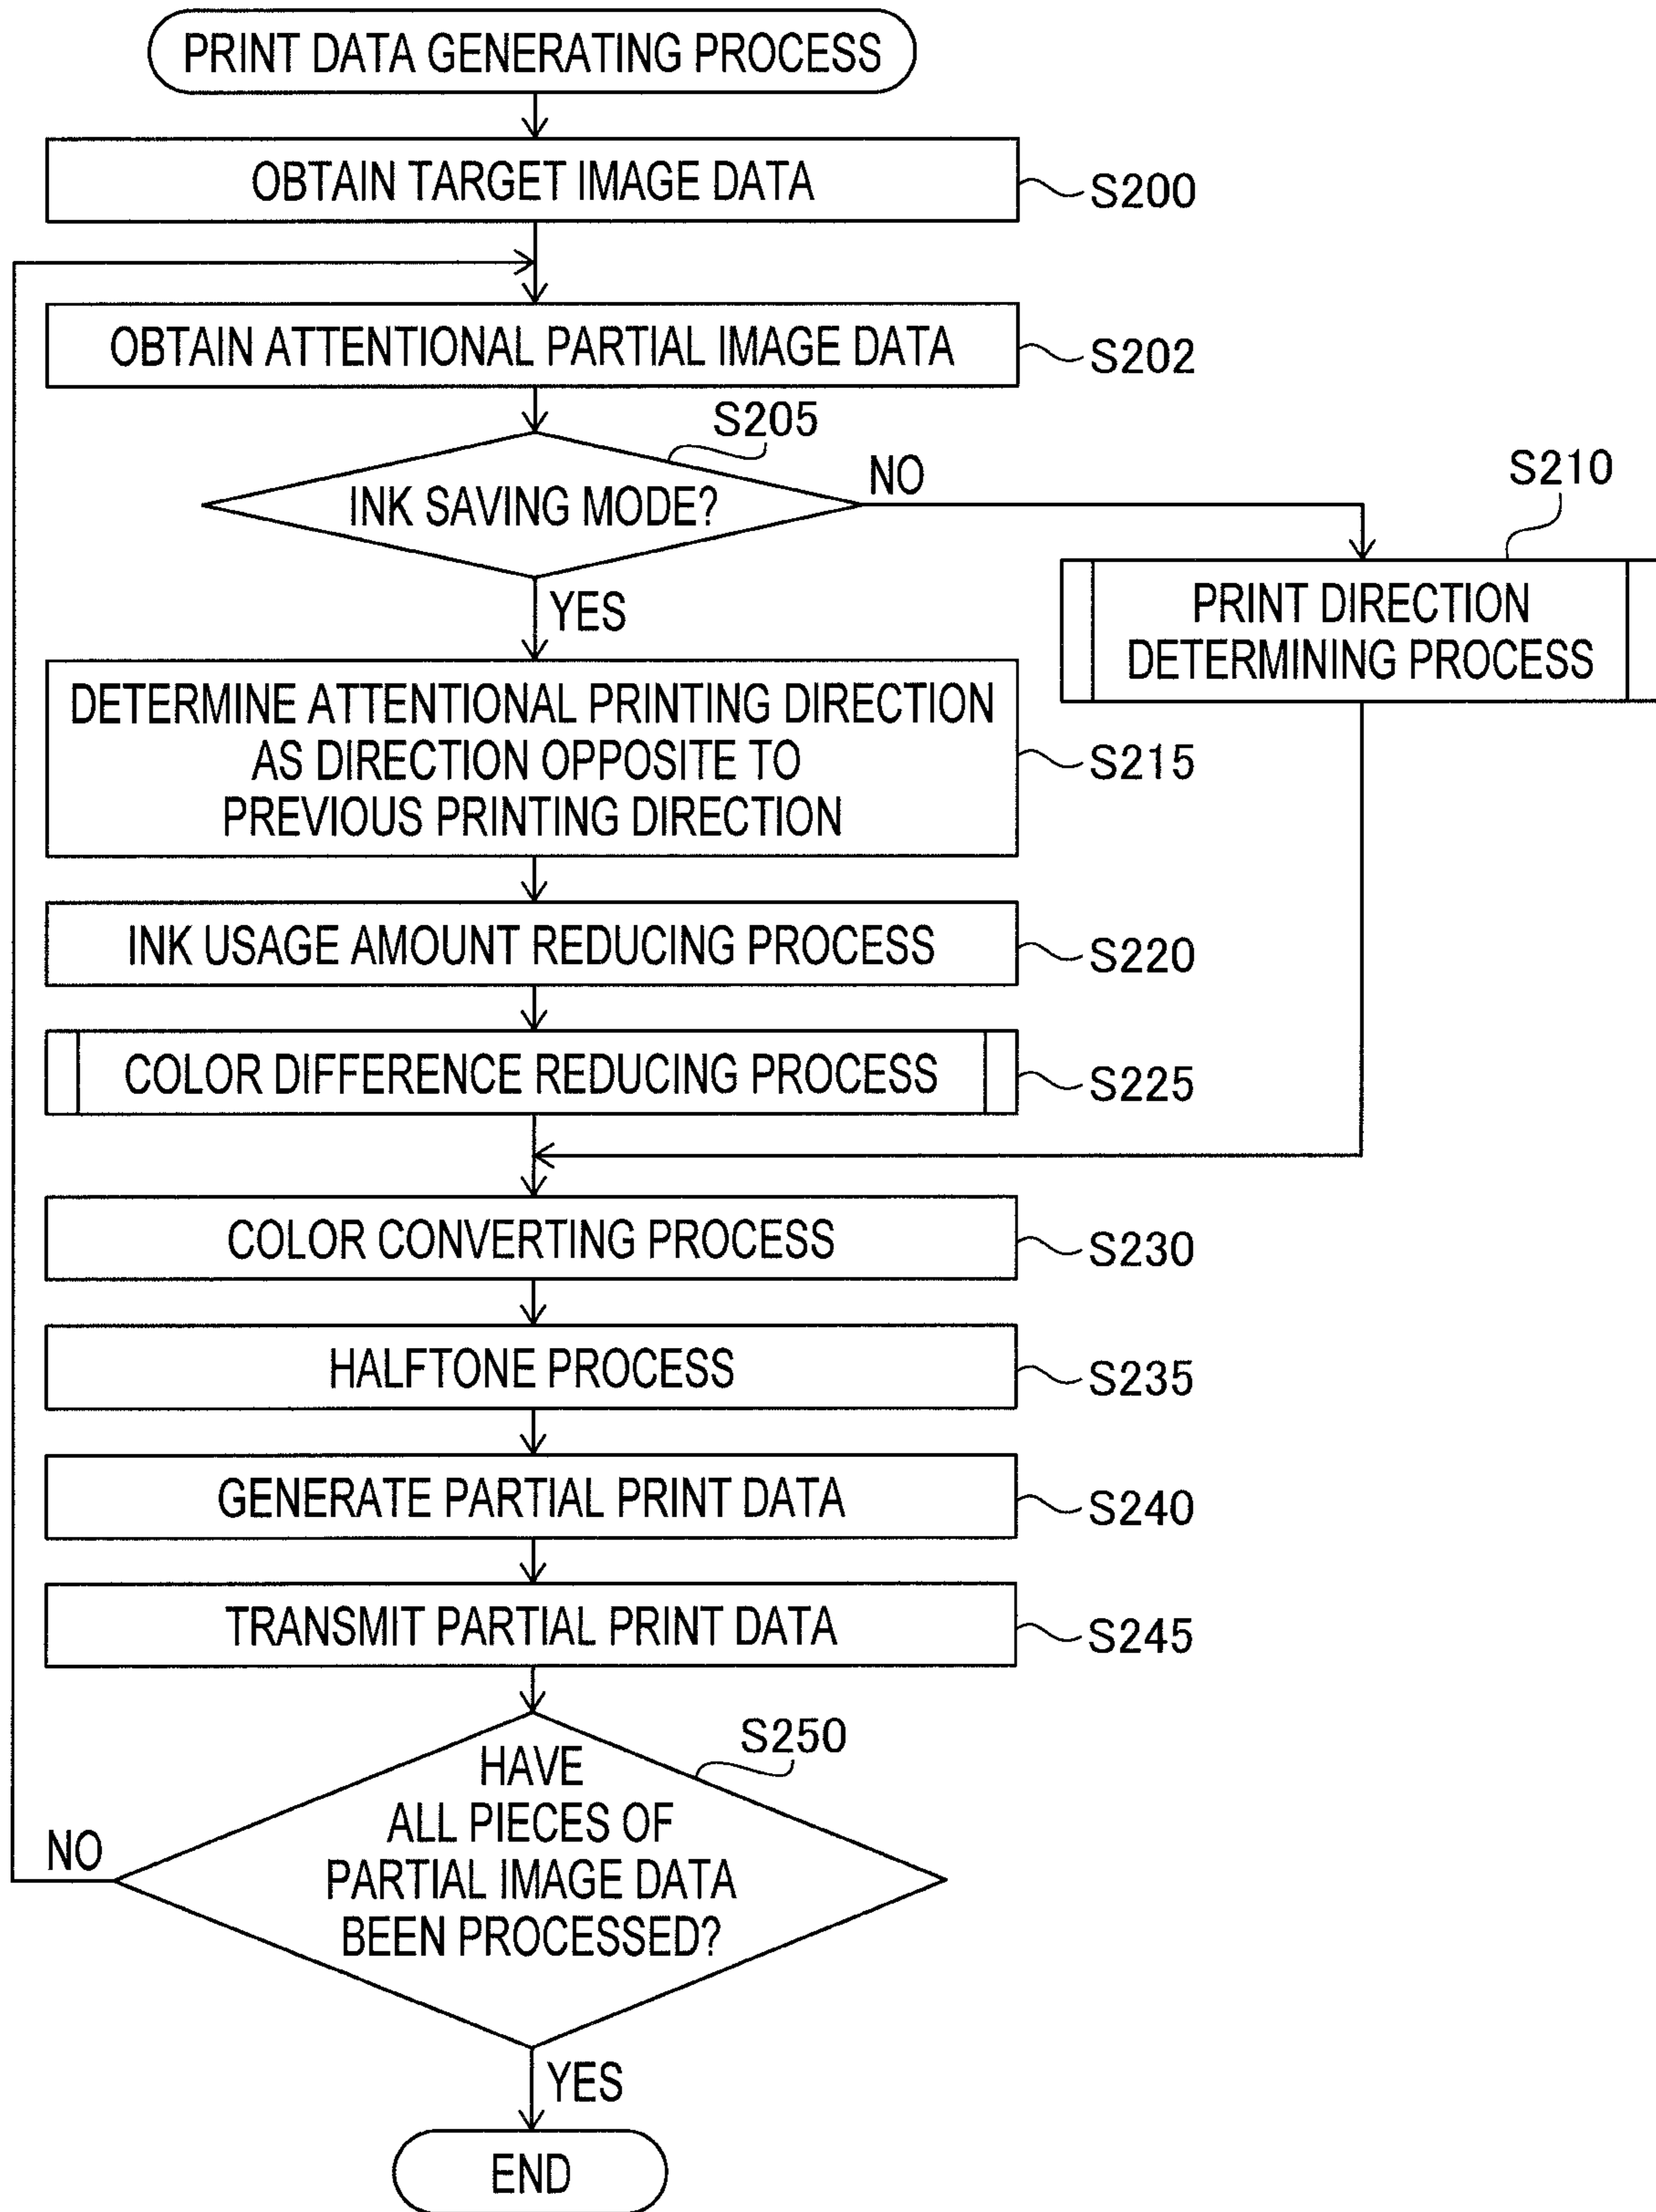 PRINT DATA GENERATING PROCESS
OBTAIN TARGET IMAGE DATA
S200
OBTAIN ATTENTIONAL PARTIAL IMAGE DATA
S202
S205
INK SAVING MODE?
NO
YES
S210
PRINT DIRECTION
DETERMINING PROCESS
DETERMINE ATTENTIONAL PRINTING DIRECTION
AS DIRECTION OPPOSITE TO
PREVIOUS PRINTING DIRECTION
S215
INK USAGE AMOUNT REDUCING PROCESS
S220
COLOR DIFFERENCE REDUCING PROCESS
S225
COLOR CONVERTING PROCESS
S230
HALFTONE PROCESS
S235
GENERATE PARTIAL PRINT DATA
S240
TRANSMIT PARTIAL PRINT DATA
S245
S250
HAVE
ALL PIECES OF
PARTIAL IMAGE DATA
BEEN PROCESSED?
NO
YES
END